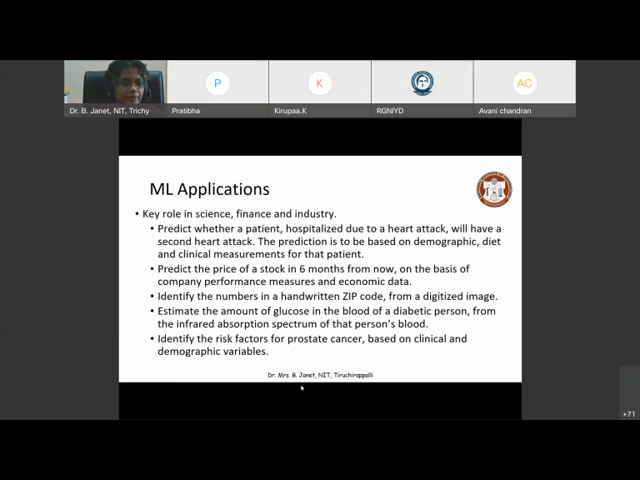 P
K
AC
Dr. B. Janet, NIT, Trichy
Pratibha
Kirupaa.K
RGNIYD
Avani chandran
ML Applications
• Key role in science, finance and industry.
• Predict whether a patient, hospitalized due to a heart attack, will have a
second heart attack. The prediction is to be based on demographic, diet
and clinical measurements for that patient.
• Predict the price of a stock in 6 months from now, on the basis of
company performance measures and economic data.
• Identify the numbers in a handwritten ZIP code, from a digitized image.
• Estimate the amount of glucose in the blood of a diabetic person, from
the infrared absorption spectrum of that person's blood.
• Identify the risk factors for prostate cancer, based on clinical and
demographic variables.
Dr. Mrs. B. Janet, NIT, Tiruchirappalli
+71